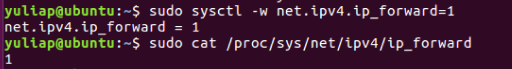 yuliap@ubuntu:~$ sudo sysctl -w net.ipv4.ip_forward=1
net.ipv4.ip_forward = 1
yuliap@ubuntu:~$ sudo cat /proc/sys/net/ipv4/ip_forward
1